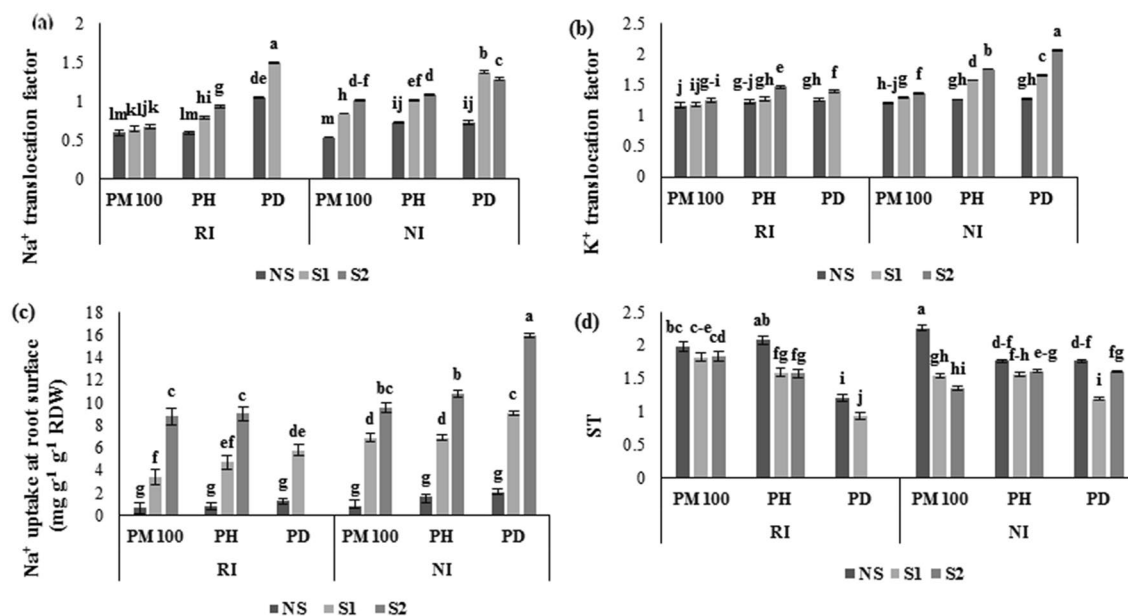 (a)
Na⁺ translocation factor
2
1.5
1
0.5
0
lm kl jk lm hi g de a m h d-f ij ef d ij b c
PM 100 PH PD PM 100 PH PD
RI NI
NS S1 S2
(b)
K⁺ translocation factor
2.5
2
1.5
1
0.5
0
j ij g-i g-j gh e gh f h-j g f gh d b gh c a
PM 100 PH PD PM 100 PH PD
RI NI
NS S1 S2
(c)
Na⁺ uptake at root surface
(mg g⁻¹ g⁻¹ RDW)
18
16
14
12
10
8
6
4
2
0
g f c g ef c g de g d bc g d b g c a
PM 100 PH PD PM 100 PH PD
RI NI
NS S1 S2
(d)
ST
2.5
2
1.5
1
0.5
0
bc c-e cd ab fg fg i j a gh hi d-f f-h e-g d-f i fg
PM 100 PH PD PM 100 PH PD
RI NI
NS S1 S2